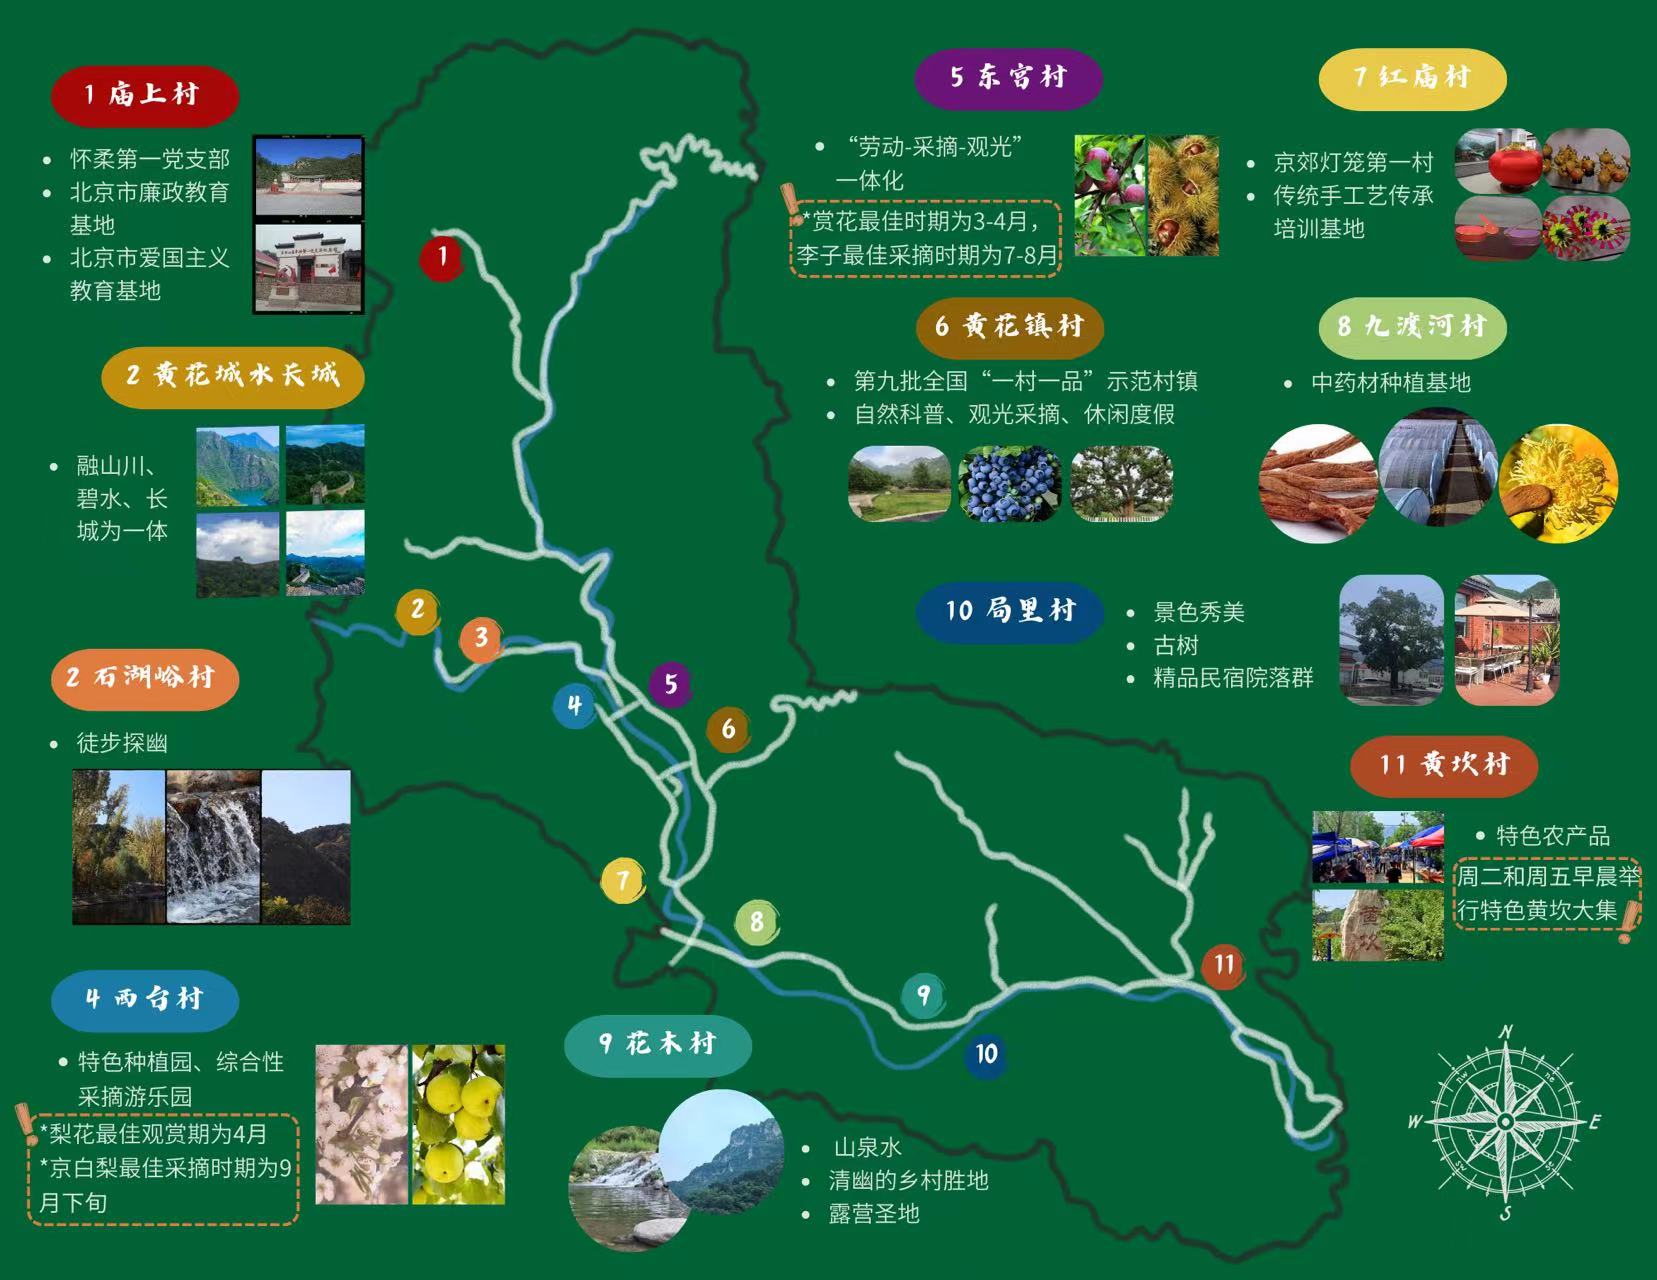 1 庙上村
怀柔第一党支部
北京市廉政教育
基地
北京市爱国主义
教育基地
2 黄花城水长城
融山川、
碧水、长
城为一体
2 石湖峪村
徒步探幽
4 西台村
特色种植园、综合性
采摘游乐园
*梨花最佳观赏期为4月
*京白梨最佳采摘时期为9
月下旬
5 东宫村
“劳动-采摘-观光”
一体化
*赏花最佳时期为3-4月，
李子最佳采摘时期为7-8月
6 黄花镇村
第九批全国“一村一品”示范村镇
自然科普、观光采摘、休闲度假
7 红庙村
京郊灯笼第一村
传统手工艺传承
培训基地
8 九渡河村
中药材种植基地
9 花木村
山泉水
清幽的乡村胜地
露营圣地
10 局里村
景色秀美
古树
精品民宿院落群
11 黄坎村
特色农产品
周二和周五早晨举
行特色黄坎大集
黄
坎
1
2
3
4
5
6
7
8
9
10
11
N
nw
ne
W
E
sw
se
S